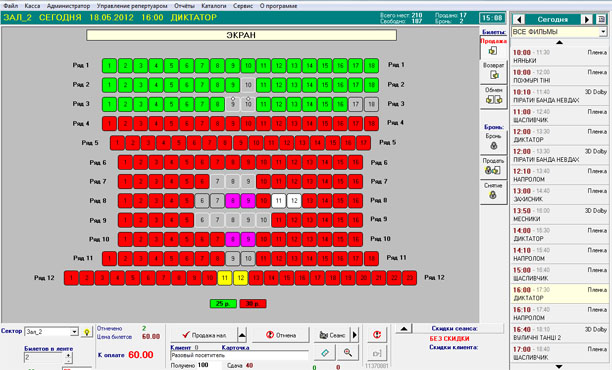 Файл Касса Администратор Управление репертуаром Отчёты Каталоги Сервис О программе
ЗАЛ_2 СЕГОДНЯ 18.05.2012 16:00 ДИКТАТОР
Всего мест: 210 Продано: 17
Свободно: 187 Бронь: 2
15:08
Сегодня
ВСЕ ФИЛЬМЫ
Билеты:
Продажа
Возврат
Обмен
Бронь:
Бронь
Продать
Снятие
ЭКРАН
Ряд 1 1 2 3 4 5 6 7 8 9 10 11 12 13 14 15 16 17 18 Ряд 1
Ряд 2 1 2 3 4 5 6 7 8 9 10 11 12 13 14 15 16 17 18 Ряд 2
Ряд 3 1 2 3 4 5 6 7 8 9 10 11 12 13 14 15 16 17 18 Ряд 3
Ряд 4 1 2 3 4 5 6 7 8 9 10 11 12 13 14 15 16 17 18 Ряд 4
Ряд 5 1 2 3 4 5 6 7 8 9 10 11 12 13 14 15 16 17 Ряд 5
Ряд 6 1 2 3 4 5 6 7 8 9 10 11 12 13 14 15 16 Ряд 6
Ряд 7 1 2 3 4 5 6 7 8 9 10 11 12 13 14 15 16 Ряд 7
Ряд 8 1 2 3 4 5 6 7 8 9 10 11 12 13 14 15 16 Ряд 8
Ряд 9 1 2 3 4 5 6 7 8 9 10 11 12 13 14 15 16 Ряд 9
Ряд 10 1 2 3 4 5 6 7 8 9 10 11 12 13 14 15 16 Ряд 10
Ряд 11 1 2 3 4 5 6 7 8 9 10 11 12 13 14 15 16 17 18 Ряд 11
Ряд 12 1 2 3 4 5 6 7 8 9 10 11 12 13 14 15 16 17 18 19 20 21 22 23 Ряд 12
25 р. 30 р.
10:00 - 11:30 Пленка
НЯНЬКИ
10:00 - 12:00 Пленка
ПОХМУРІ ТІНІ
10:10 - 11:40 3D Dolby
ПІРАТИ! БАНДА НЕВДАХ
11:00 - 12:40 Пленка
ЩАСЛИВЧИК
12:00 - 13:30 Пленка
ДИКТАТОР
12:00 - 13:30 3D Dolby
ПІРАТИ! БАНДА НЕВДАХ
12:10 - 13:40 Пленка
НАПРОЛОМ
13:00 - 14:40 Пленка
ЗАХИСНИК
13:50 - 16:00 3D Dolby
МЕСНИКИ
14:00 - 15:30 Пленка
ДИКТАТОР
14:10 - 15:40 Пленка
НАПРОЛОМ
15:00 - 16:40 Пленка
ЩАСЛИВЧИК
16:00 - 17:30 Пленка
ДИКТАТОР
16:10 - 17:40 Пленка
НАПРОЛОМ
16:40 - 18:10 3D Dolby
ВУЛИЧНІ ТАНЦІ 2
17:00 - 18:40 Пленка
ЩАСЛИВЧИК
Сектор Зал_2
Билетов в ленте
2
Отмечено 2
Цена билетов 60.00
К оплате 60.00
Продажа нал. Отмена Сеанс
Клиент 0 Карточка
Разовый посетитель
Получено 100 Сдача 40
0 0
11370081
Скидки сеанса:
БЕЗ СКИДКИ
Скидки клиента: